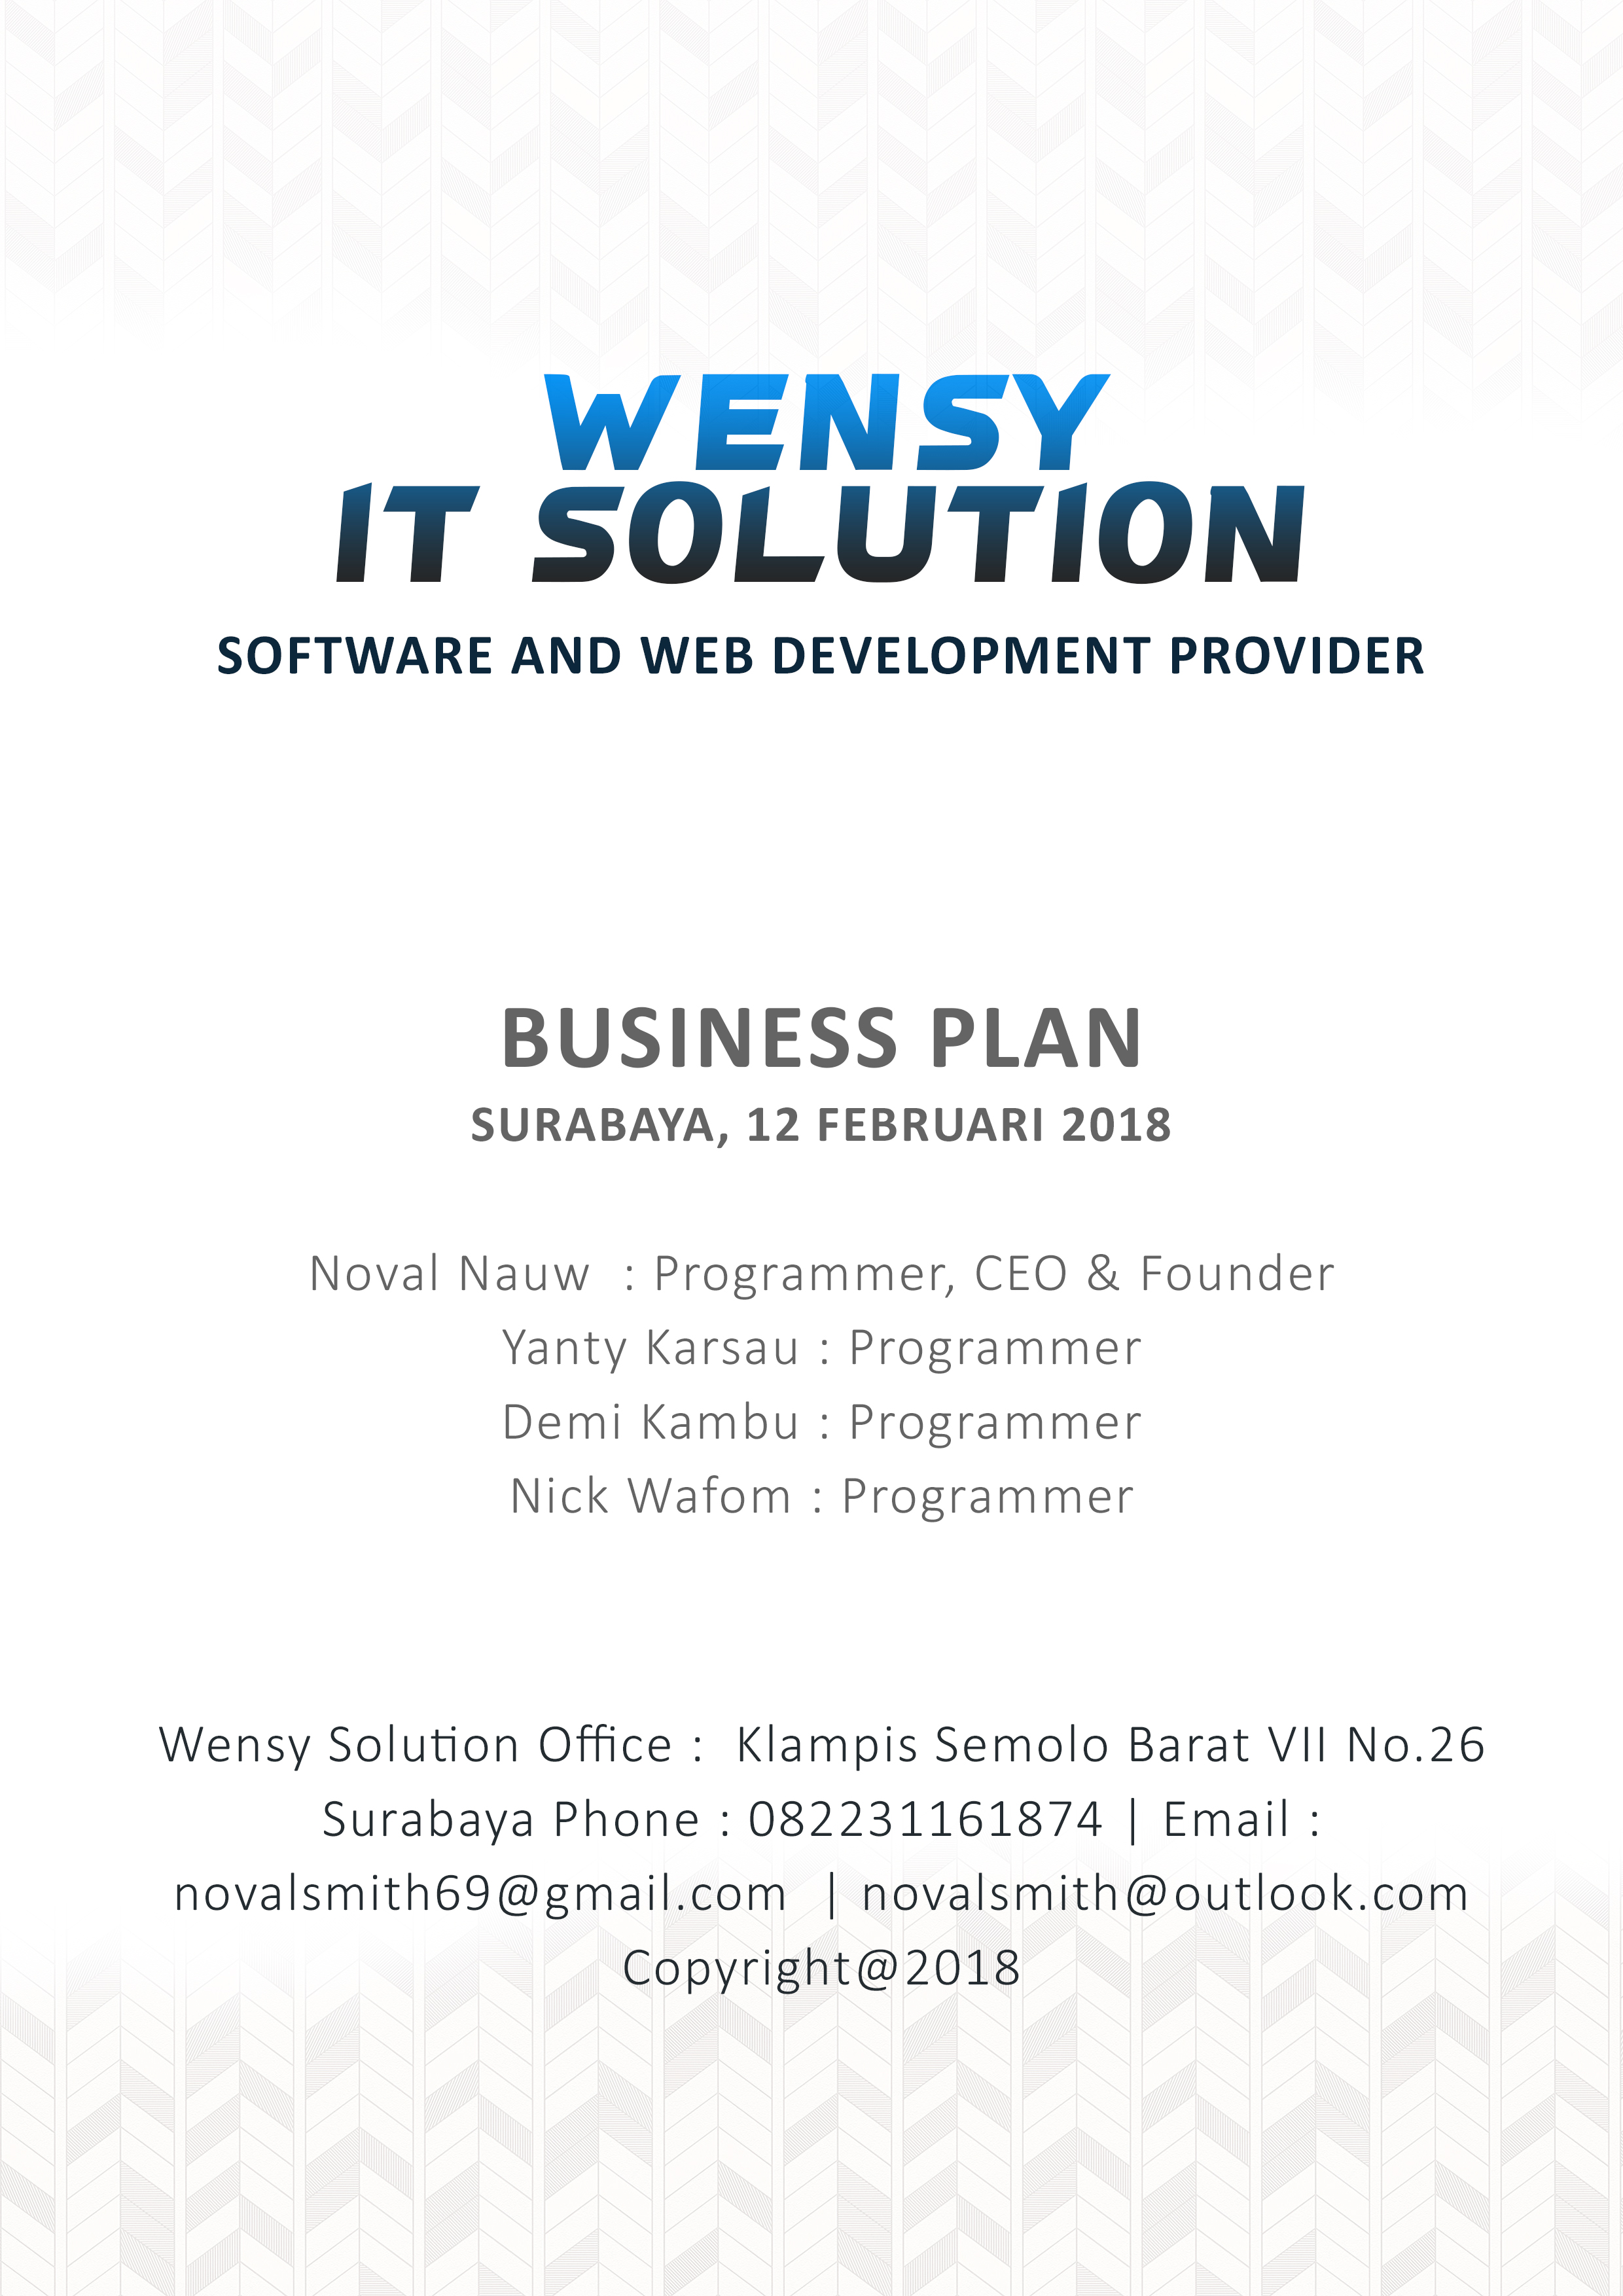 WENSY
IT SOLUTION
SOFTWARE AND WEB DEVELOPMENT PROVIDER
BUSINESS PLAN
SURABAYA, 12 FEBRUARI 2018
Noval Nauw  : Programmer, CEO & Founder
Yanty Karsau : Programmer
Demi Kambu : Programmer
Nick Wafom : Programmer
Wensy Solution Office :  Klampis Semolo Barat VII No.26
Surabaya Phone : 082231161874 | Email :
novalsmith69@gmail.com  | novalsmith@outlook.com
Copyright@2018